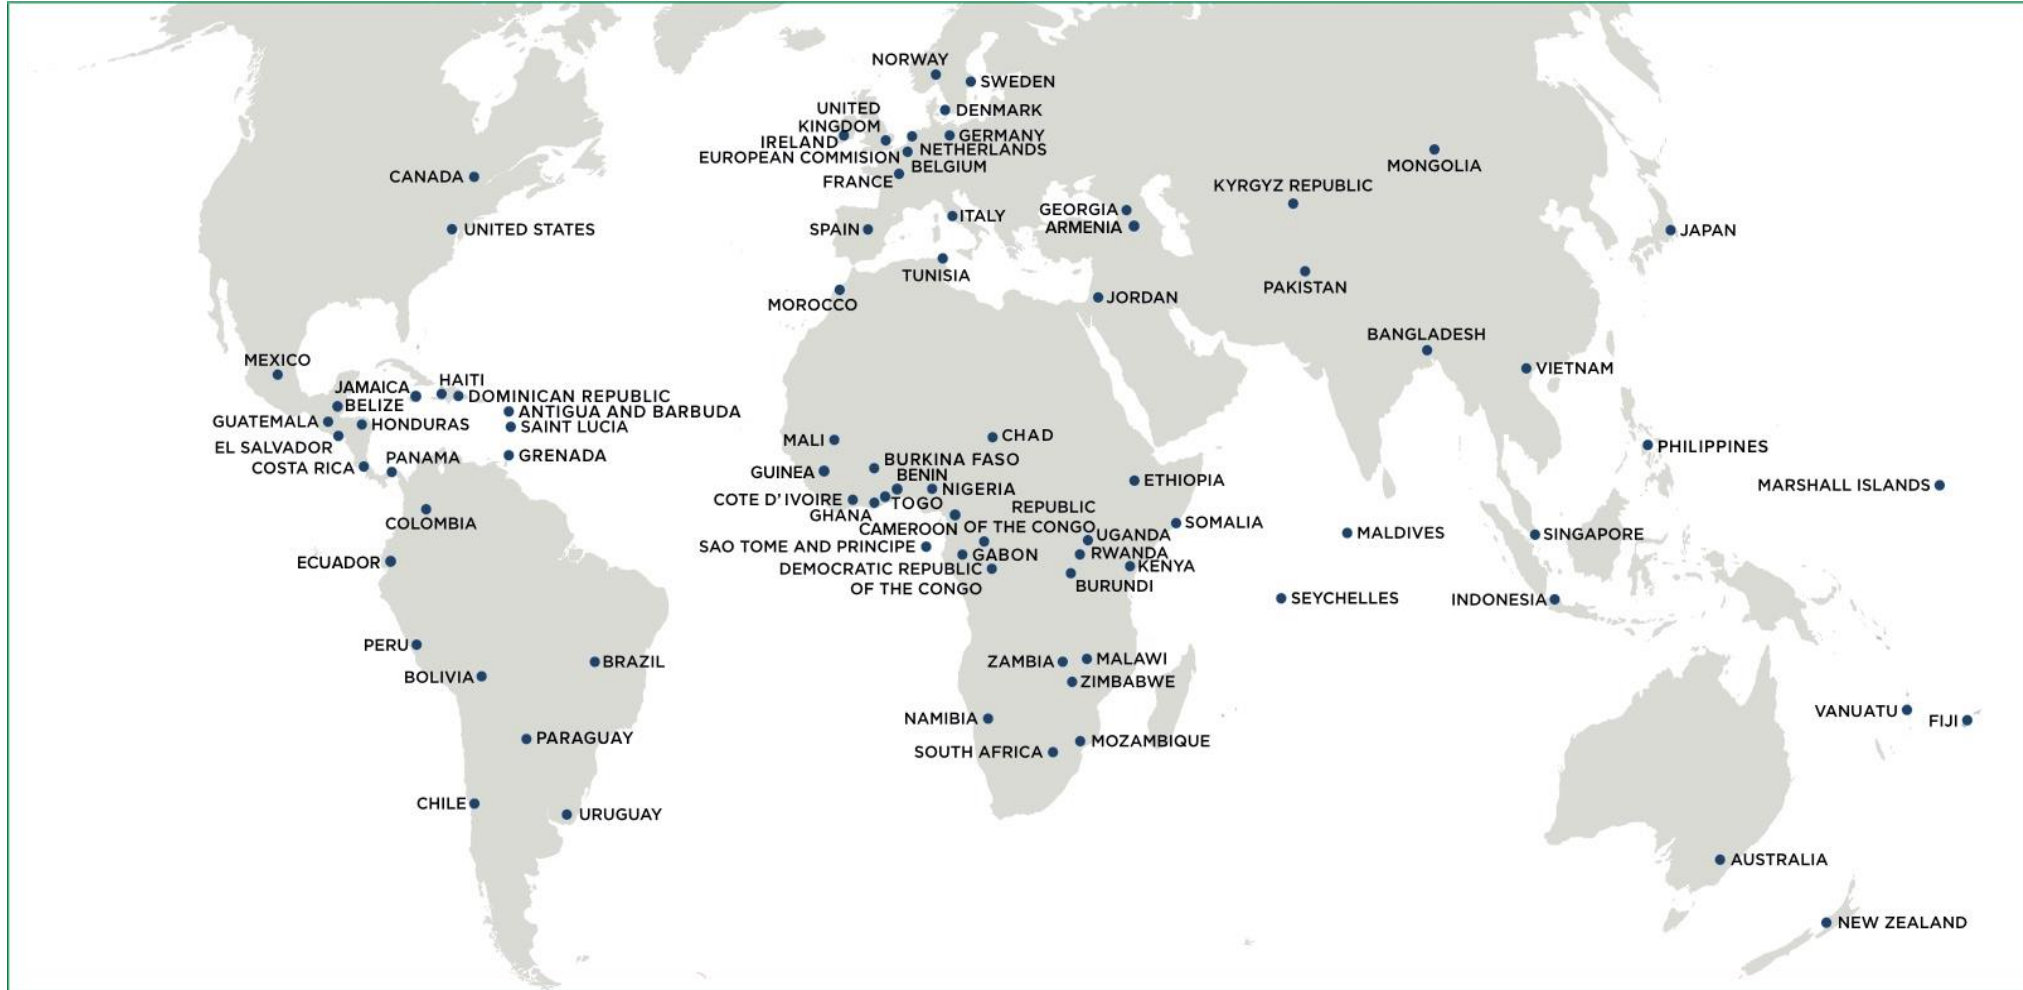 NORWAY
SWEDEN
UNITED
KINGDOM
DENMARK
IRELAND
GERMANY
NETHERLANDS
EUROPEAN COMMISION
BELGIUM
FRANCE
CANADA
MONGOLIA
KYRGYZ REPUBLIC
UNITED STATES
SPAIN
ITALY
GEORGIA
ARMENIA
JAPAN
TUNISIA
MOROCCO
JORDAN
PAKISTAN
BANGLADESH
VIETNAM
MEXICO
JAMAICA
HAITI
DOMINICAN REPUBLIC
BELIZE
ANTIGUA AND BARBUDA
GUATEMALA
HONDURAS
SAINT LUCIA
EL SALVADOR
COSTA RICA
PANAMA
GRENADA
COLOMBIA
ECUADOR
MALI
CHAD
GUINEA
BURKINA FASO
BENIN
NIGERIA
COTE D' IVOIRE
TOGO
GHANA
CAMEROON
REPUBLIC
OF THE CONGO
ETHIOPIA
SOMALIA
UGANDA
SAO TOME AND PRINCIPE
GABON
RWANDA
KENYA
DEMOCRATIC REPUBLIC
OF THE CONGO
BURUNDI
PHILIPPINES
MARSHALL ISLANDS
MALDIVES
SINGAPORE
SEYCHELLES
INDONESIA
PERU
BOLIVIA
BRAZIL
PARAGUAY
CHILE
URUGUAY
ZAMBIA
MALAWI
ZIMBABWE
NAMIBIA
SOUTH AFRICA
MOZAMBIQUE
VANUATU
FIJI
AUSTRALIA
NEW ZEALAND